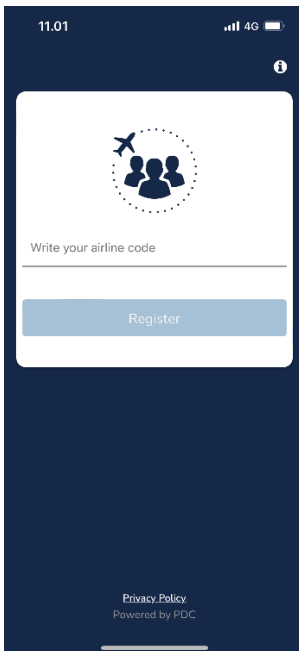 11.01
4G
Write your airline code
Register
Privacy Policy
Powered by PDC